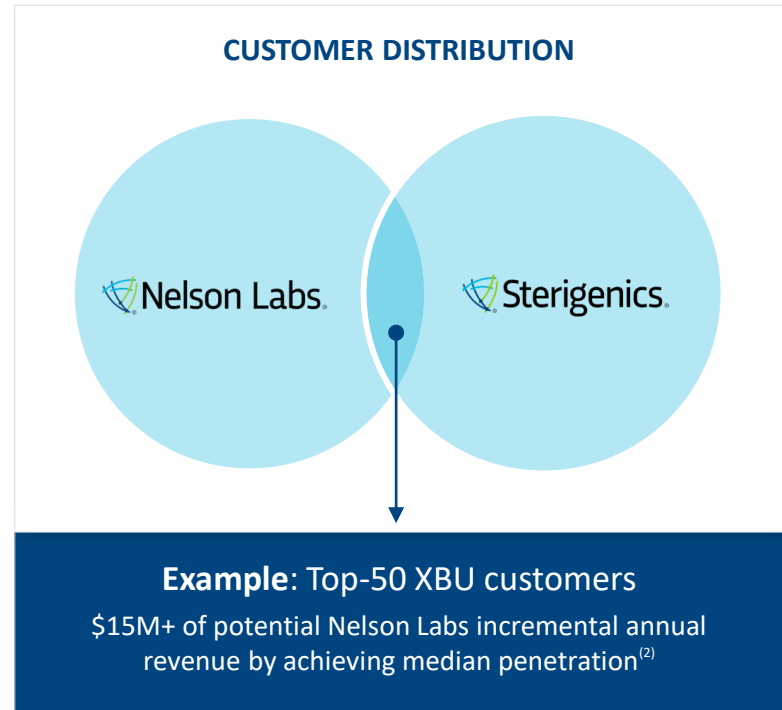 CUSTOMER DISTRIBUTION
Nelson Labs®
Sterigenics®
Example: Top-50 XBU customers
$15M+ of potential Nelson Labs incremental annual
revenue by achieving median penetration(2)